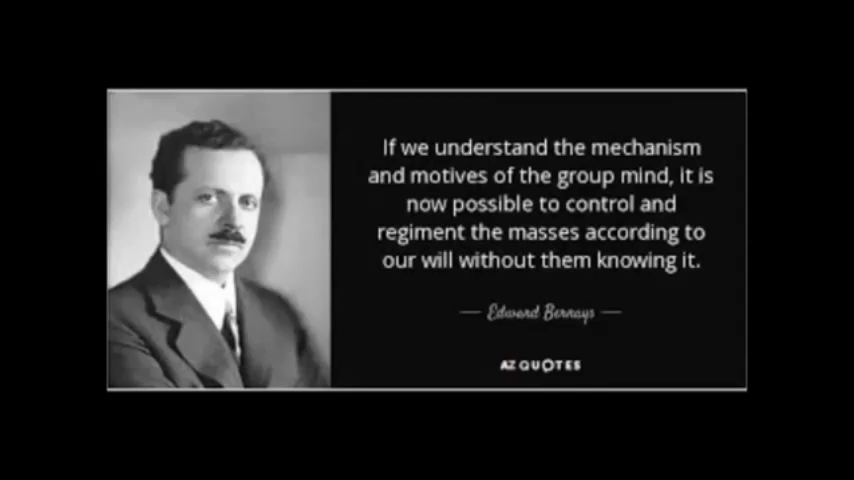 If we understand the mechanism
and motives of the group mind, it is
now possible to control and
regiment the masses according to
our will without them knowing it.
Edward Bernays
AZ QUOTES